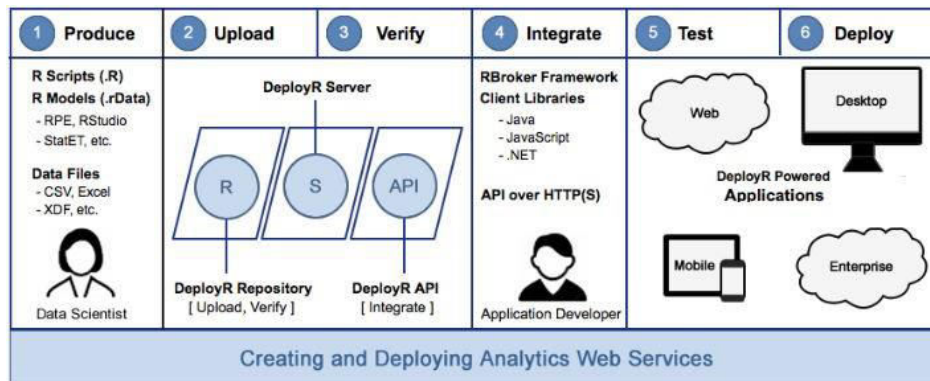 1 Produce
2 Upload
3 Verify
4 Integrate
5 Test
6 Deploy
R Scripts (.R)
R Models (.rData)
- RPE, RStudio
- StatET, etc.
Data Files
- CSV, Excel
- XDF, etc.
Data Scientist
DeployR Server
R
S
API
DeployR Repository
[ Upload, Verify ]
DeployR API
[ Integrate ]
RBroker Framework
Client Libraries
- Java
- JavaScript
- .NET
API over HTTP(S)
Application Developer
Web
Desktop
DeployR Powered
Applications
Mobile
Enterprise
Creating and Deploying Analytics Web Services